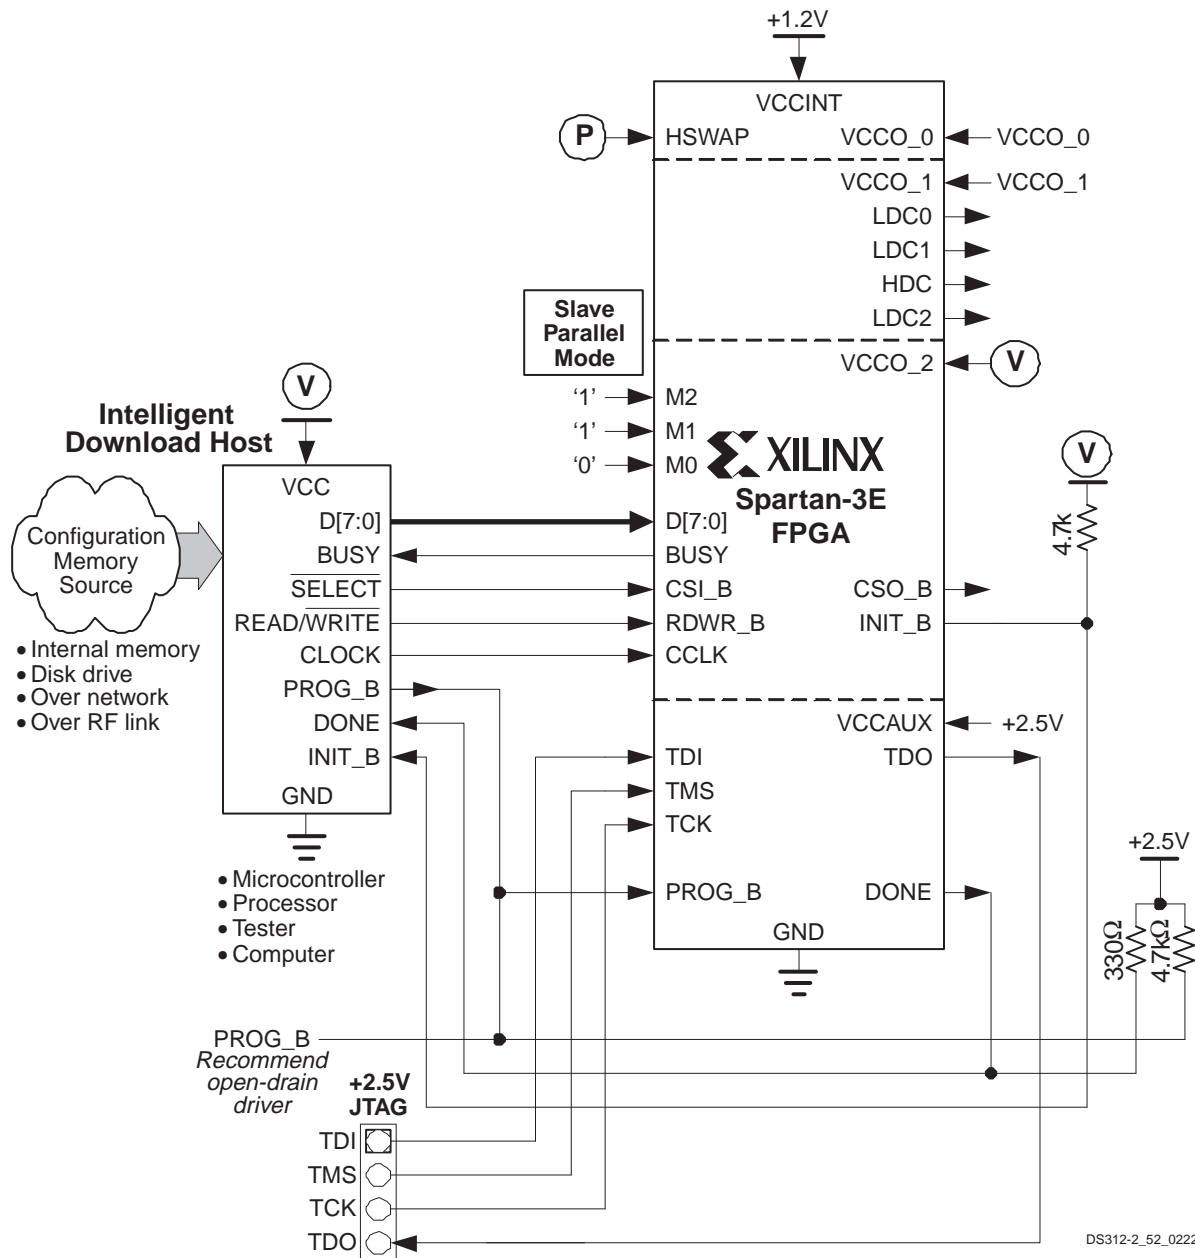 +1.2V
VCCINT
P
HSWAP
VCCO_0
VCCO_0
VCCO_1
VCCO_1
LDC0
LDC1
HDC
LDC2
Slave
Parallel
Mode
VCCO_2
V
V
‘1’
M2
‘1’
M1
‘0’
M0
XILINX
Spartan-3E
FPGA
V
4.7k
Intelligent
Download Host
VCC
Configuration
Memory
Source
D[7:0]
D[7:0]
BUSY
BUSY
SELECT
CSI_B
CSO_B
READ/WRITE
RDWR_B
INIT_B
CLOCK
CCLK
• Internal memory
• Disk drive
• Over network
• Over RF link
PROG_B
DONE
VCCAUX
+2.5V
INIT_B
TDI
TDO
GND
TMS
TCK
• Microcontroller
• Processor
• Tester
• Computer
PROG_B
DONE
GND
+2.5V
330Ω
4.7kΩ
PROG_B
Recommend
open-drain
driver
+2.5V
JTAG
TDI
TMS
TCK
TDO